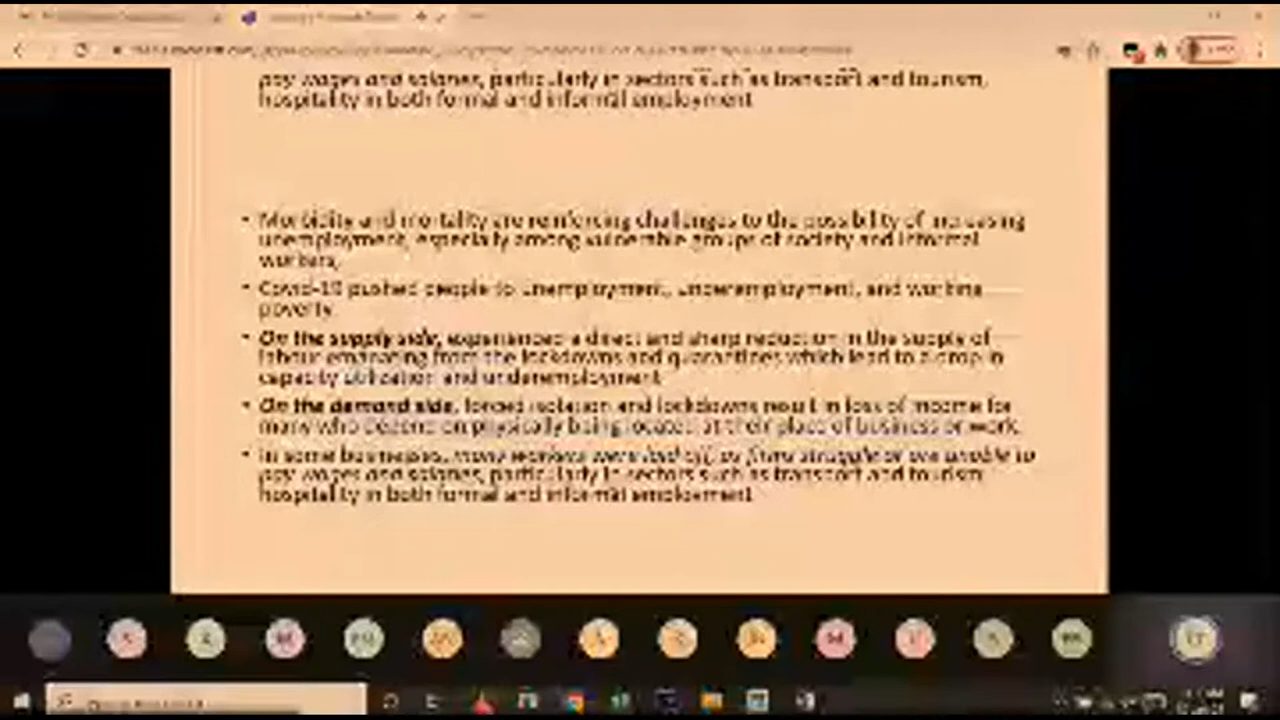 pay wages and salaries, particularly in sectors such as transport and tourism,
hospitality in both formal and informal employment
• Morbidity and mortality are reinforcing challenges to the possibility of increasing
unemployment, especially among vulnerable groups of society and informal
workers,
• Covid-19 pushed people to unemployment, underemployment, and working
poverty
• On the supply side, experienced a direct and sharp reduction in the supply of
labour emanating from the lockdowns and quarantines which lead to a drop in
capacity utilization and underemployment
• On the demand side, forced isolation and lockdowns result in loss of income for
many who depend on physically being located at their place of business or work.
• In some businesses, many workers were laid off, as firms struggle or are unable to
pay wages and salaries, particularly in sectors such as transport and tourism
hospitality in both formal and informal employment